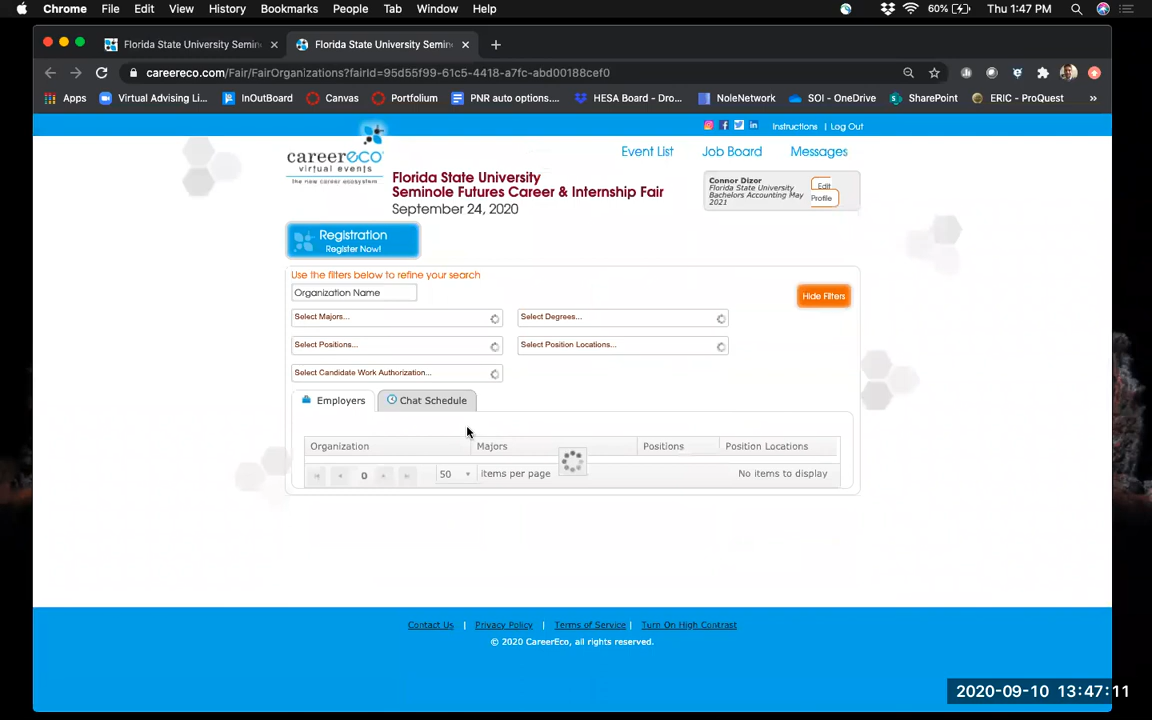 Chrome File Edit View History Bookmarks People Tab Window Help 60% Thu 1:47 PM
Florida State University Semin
Florida State University Semin
careereco.com/Fair/FairOrganizations?fairId=95d55f99-61c5-4418-a7fc-abd00188cef0
Apps Virtual Advising Li... InOutBoard Canvas Portfolium PNR auto options.... HESA Board - Dro... NoleNetwork SOI - OneDrive SharePoint ERIC - ProQuest »
Instructions | Log Out
careereco
virtual events
the new career ecosystem
Event List Job Board Messages
Florida State University
Seminole Futures Career & Internship Fair
September 24, 2020
Connor Dizor
Florida State University
Bachelors Accounting May
2021
Edit
Profile
Registration
Register Now!
Use the filters below to refine your search
Organization Name
Hide Filters
Select Majors... Select Degrees...
Select Positions... Select Position Locations...
Select Candidate Work Authorization...
Employers Chat Schedule
Organization Majors Positions Position Locations
0 50 items per page No items to display
Contact Us | Privacy Policy | Terms of Service | Turn On High Contrast
© 2020 CareerEco, all rights reserved.
2020-09-10 13:47:11